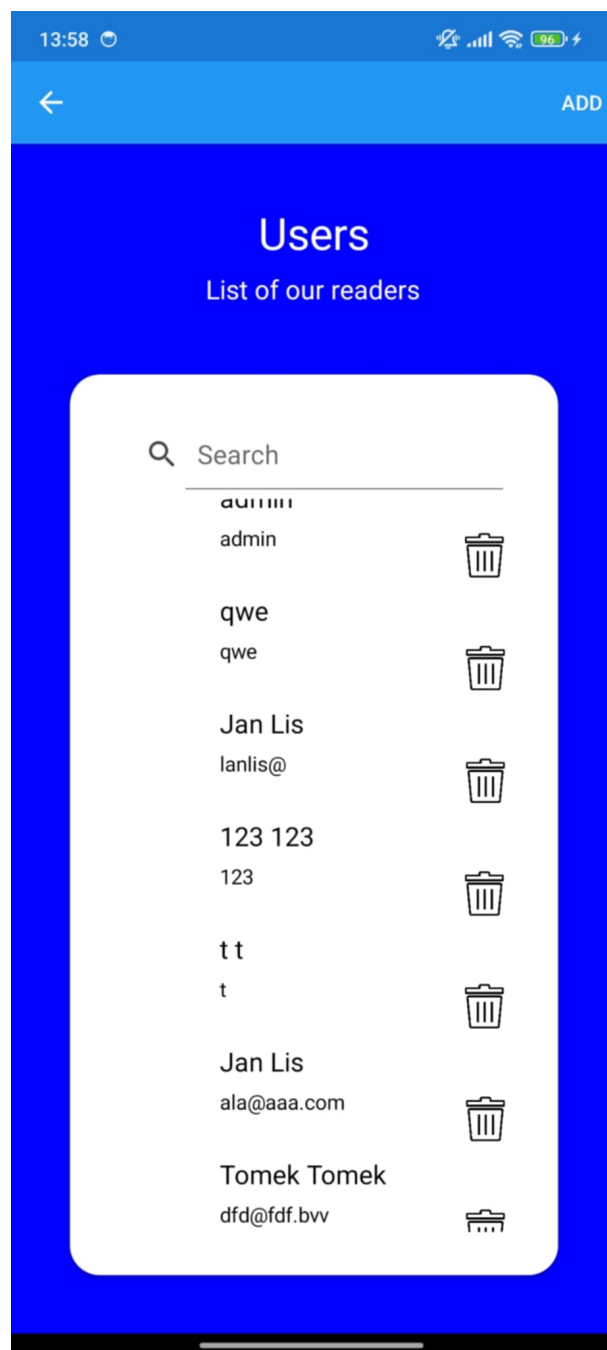 13:58
96
ADD
Users
List of our readers
Search
admin
admin
qwe
qwe
Jan Lis
lanlis@
123 123
123
t t
t
Jan Lis
ala@aaa.com
Tomek Tomek
dfd@fdf.bvv